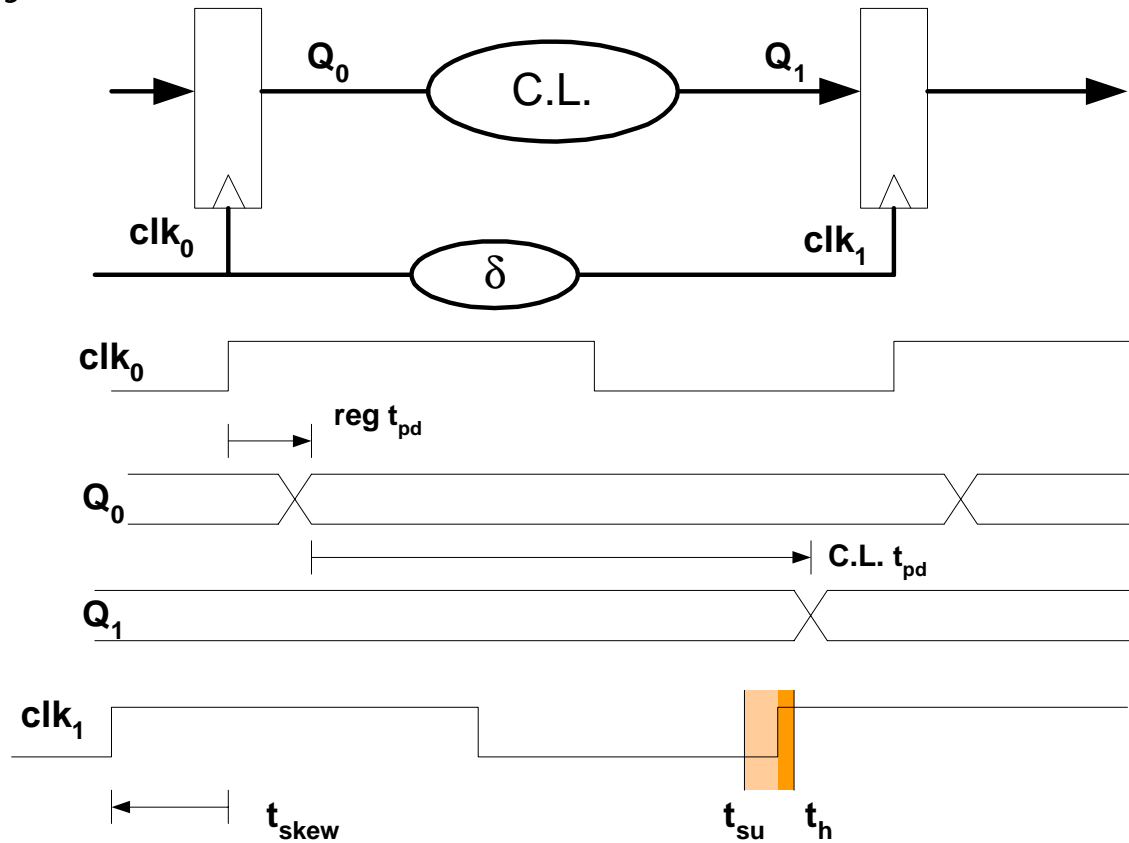 Q0 C.L. Q1
clk0 δ clk1
clk0
reg tpd
Q0
C.L. tpd
Q1
clk1
tskew tsu th